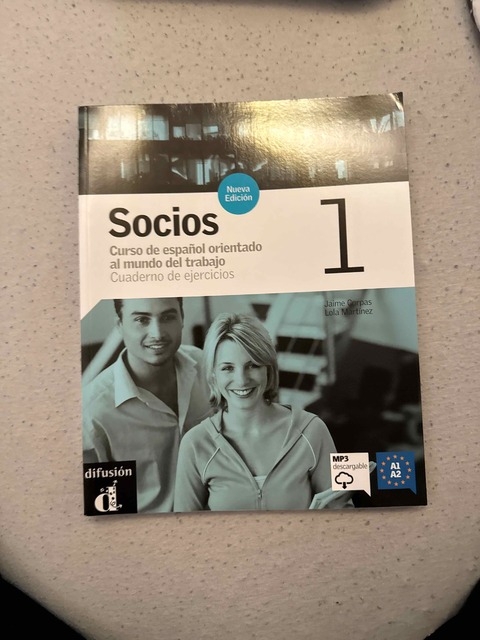 Nueva
Edición
Socios
1
Curso de español orientado
al mundo del trabajo
Cuaderno de ejercicios
Jaime Corpas
Lola Martínez
difusión
d
MP3
descargable
A1
A2